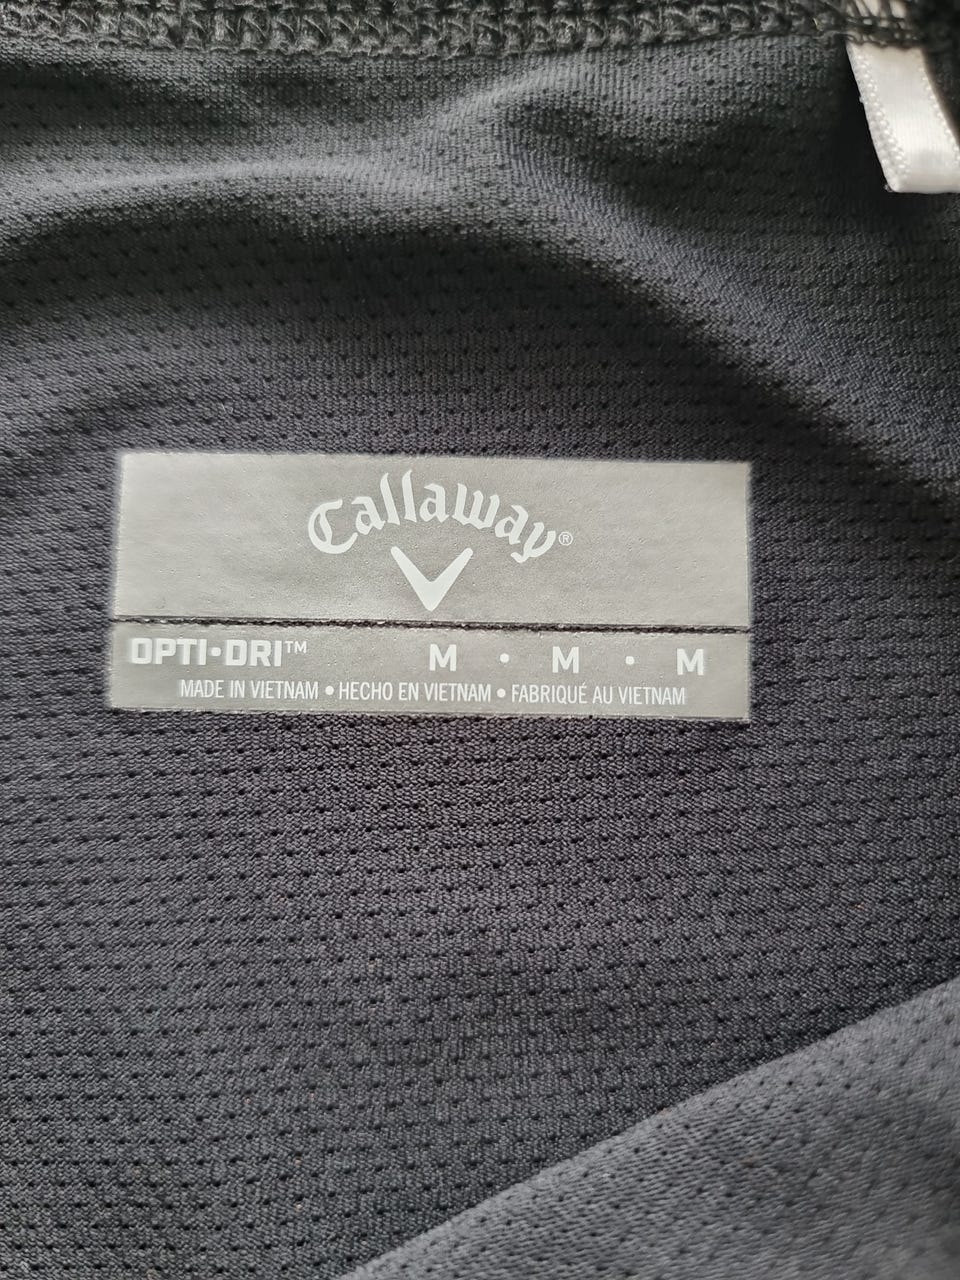 Callaway®
OPTI•DRI™ M • M • M
MADE IN VIETNAM • HECHO EN VIETNAM • FABRIQUÉ AU VIETNAM